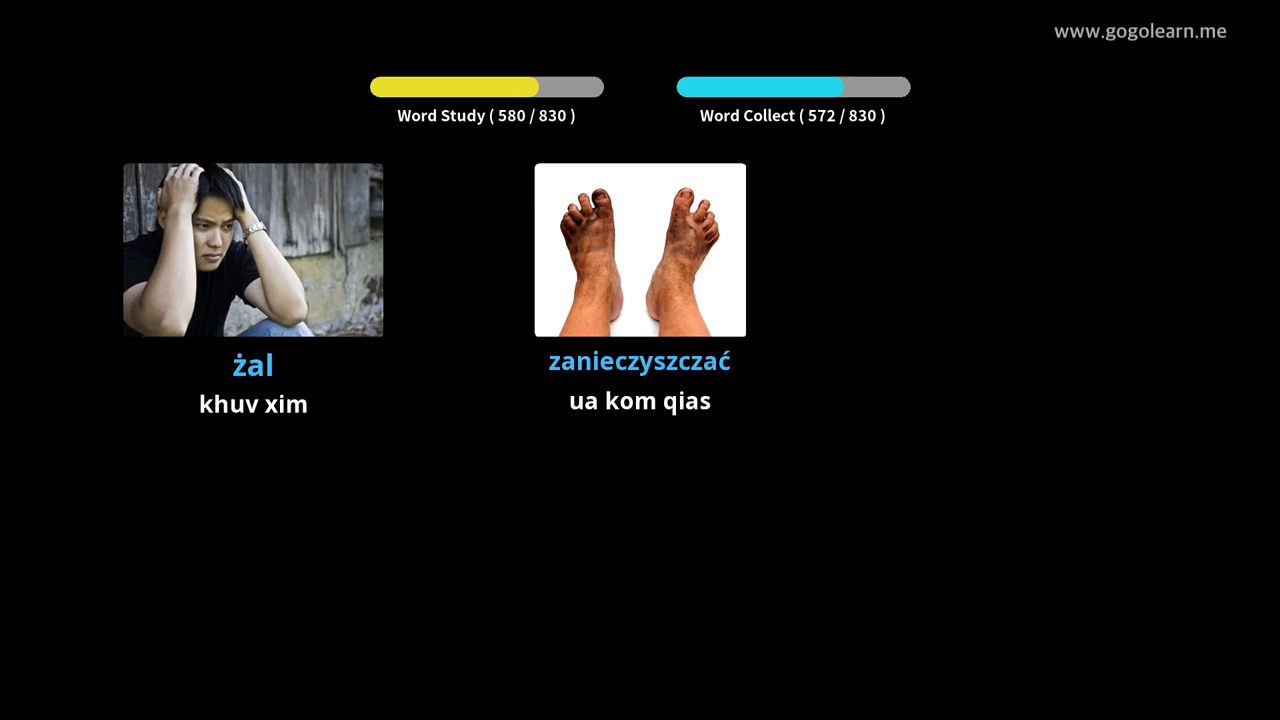 www.gogolearn.me
Word Study ( 580 / 830 )
Word Collect ( 572 / 830 )
żal
khuv xim
zanieczyszczać
ua kom qias